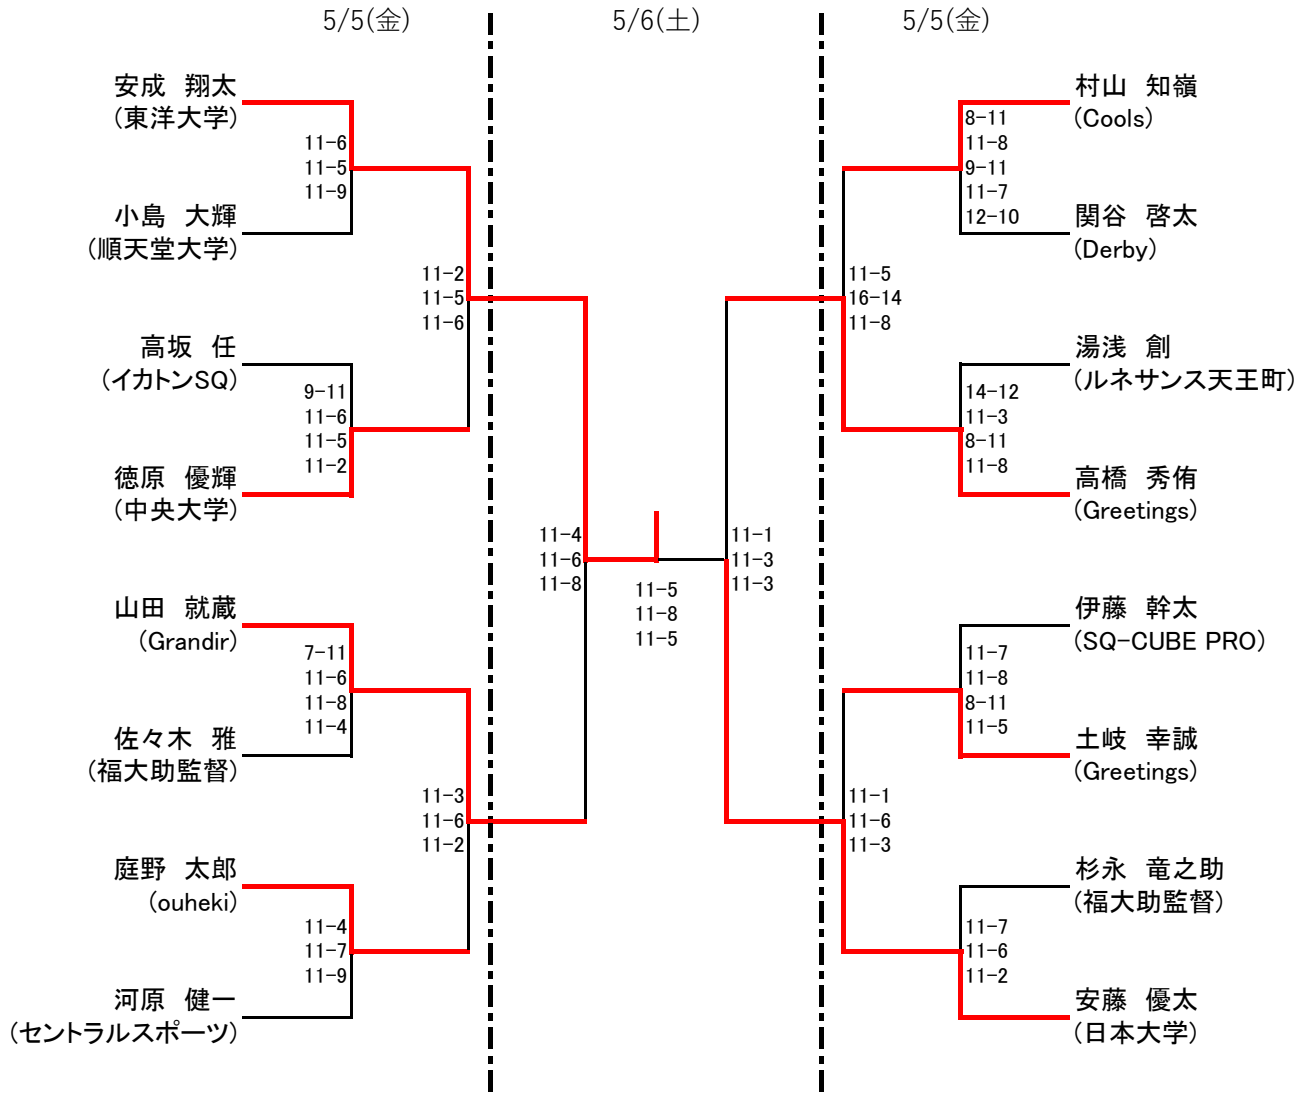 5/5(金)
5/6(土)
5/5(金)
安成　翔太
(東洋大学)
11-6
11-5
11-9
小島　大輝
(順天堂大学)
11-2
11-5
11-6
高坂　任
(イカトンSQ)
9-11
11-6
11-5
11-2
徳原　優輝
(中央大学)
11-4
11-6
11-8
山田　就蔵
(Grandir)
7-11
11-6
11-8
11-4
佐々木　雅
(福大助監督)
11-3
11-6
11-2
庭野　太郎
(ouheki)
11-4
11-7
11-9
河原　健一
(セントラルスポーツ)
11-5
11-8
11-5
村山　知嶺
(Cools)
8-11
11-8
9-11
11-7
12-10
関谷　啓太
(Derby)
11-5
16-14
11-8
湯浅　創
(ルネサンス天王町)
14-12
11-3
8-11
11-8
高橋　秀侑
(Greetings)
11-1
11-3
11-3
伊藤　幹太
(SQ-CUBE PRO)
11-7
11-8
8-11
11-5
土岐　幸誠
(Greetings)
11-1
11-6
11-3
杉永　竜之助
(福大助監督)
11-7
11-6
11-2
安藤　優太
(日本大学)